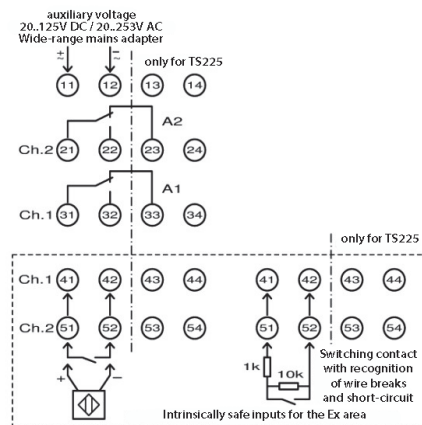 auxiliary voltage
20..125V DC / 20..253V AC
Wide-range mains adapter
only for TS225
11 12 13 14
A2
Ch.2 21 22 23 24
A1
Ch.1 31 32 33 34
only for TS225
Ch.1 41 42 43 44 41 42 43 44
Ch.2 51 52 53 54 51 52 53 54
1k 10k
+ −
Switching contact
with recognition
of wire breaks
and short-circuit
Intrinsically safe inputs for the Ex area